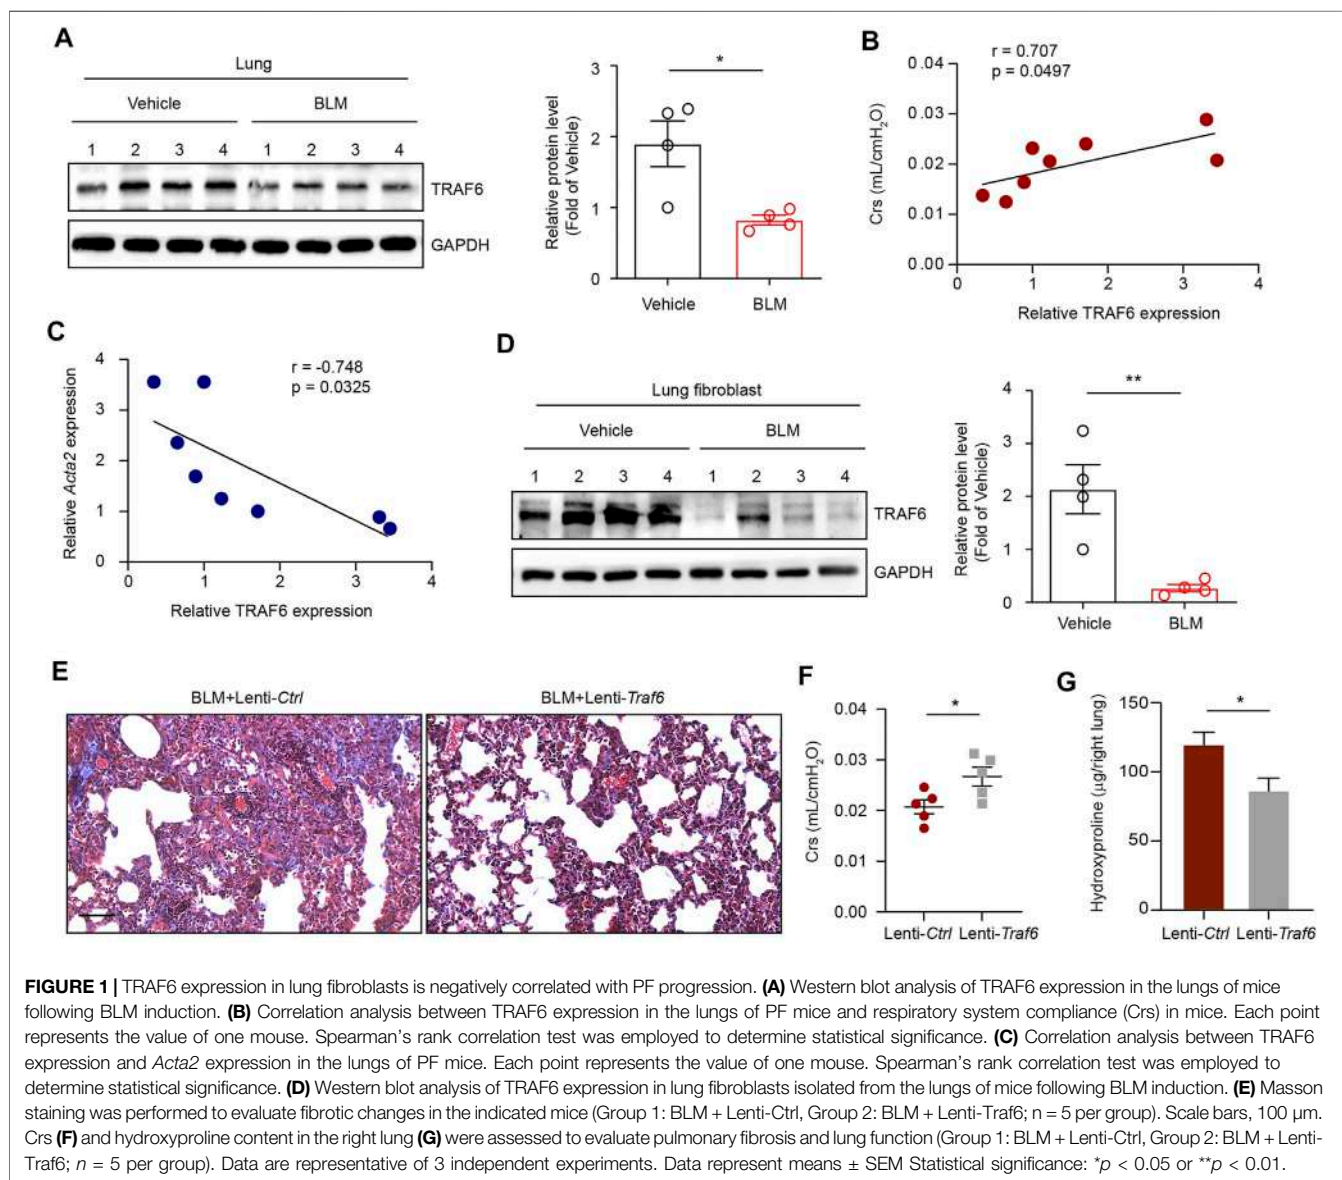 A
Lung
Vehicle BLM
1 2 3 4 1 2 3 4
TRAF6
GAPDH
Relative protein level
(Fold of Vehicle)
3
2
1
0
*
Vehicle BLM
B
r = 0.707
p = 0.0497
Crs (mL/cmH₂O)
0.04
0.03
0.02
0.01
0.00
0 1 2 3 4
Relative TRAF6 expression
C
r = -0.748
p = 0.0325
Relative Acta2 expression
4
3
2
1
0
0 1 2 3 4
Relative TRAF6 expression
D
Lung fibroblast
Vehicle BLM
1 2 3 4 1 2 3 4
TRAF6
GAPDH
Relative protein level
(Fold of Vehicle)
4
3
2
1
0
**
Vehicle BLM
E
BLM+Lenti-Ctrl BLM+Lenti-Traf6
F
Crs (mL/cmH₂O)
0.04
0.03
0.02
0.01
0.00
*
Lenti-Ctrl Lenti-Traf6
G
Hydroxyproline (µg/right lung)
150
100
50
0
*
Lenti-Ctrl Lenti-Traf6
FIGURE 1 | TRAF6 expression in lung fibroblasts is negatively correlated with PF progression. (A) Western blot analysis of TRAF6 expression in the lungs of mice
following BLM induction. (B) Correlation analysis between TRAF6 expression in the lungs of PF mice and respiratory system compliance (Crs) in mice. Each point
represents the value of one mouse. Spearman's rank correlation test was employed to determine statistical significance. (C) Correlation analysis between TRAF6
expression and Acta2 expression in the lungs of PF mice. Each point represents the value of one mouse. Spearman's rank correlation test was employed to
determine statistical significance. (D) Western blot analysis of TRAF6 expression in lung fibroblasts isolated from the lungs of mice following BLM induction. (E) Masson
staining was performed to evaluate fibrotic changes in the indicated mice (Group 1: BLM + Lenti-Ctrl, Group 2: BLM + Lenti-Traf6; n = 5 per group). Scale bars, 100 µm.
Crs (F) and hydroxyproline content in the right lung (G) were assessed to evaluate pulmonary fibrosis and lung function (Group 1: BLM + Lenti-Ctrl, Group 2: BLM + Lenti-
Traf6; n = 5 per group). Data are representative of 3 independent experiments. Data represent means ± SEM Statistical significance: *p < 0.05 or **p < 0.01.